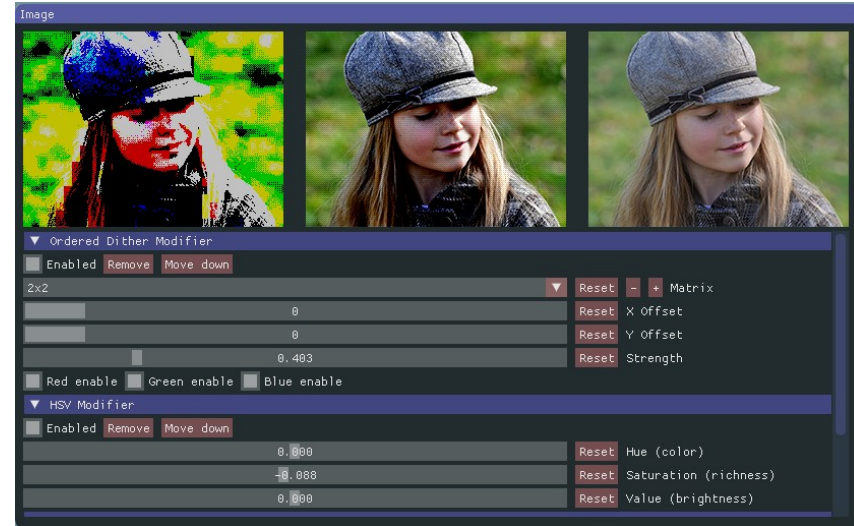 Image
▼ Ordered Dither Modifier
Enabled Remove Move down
2x2 ▼ Reset - + Matrix
0 Reset X Offset
0 Reset Y Offset
0.403 Reset Strength
Red enable Green enable Blue enable
▼ HSV Modifier
Enabled Remove Move down
0.000 Reset Hue (color)
-0.088 Reset Saturation (richness)
0.000 Reset Value (brightness)